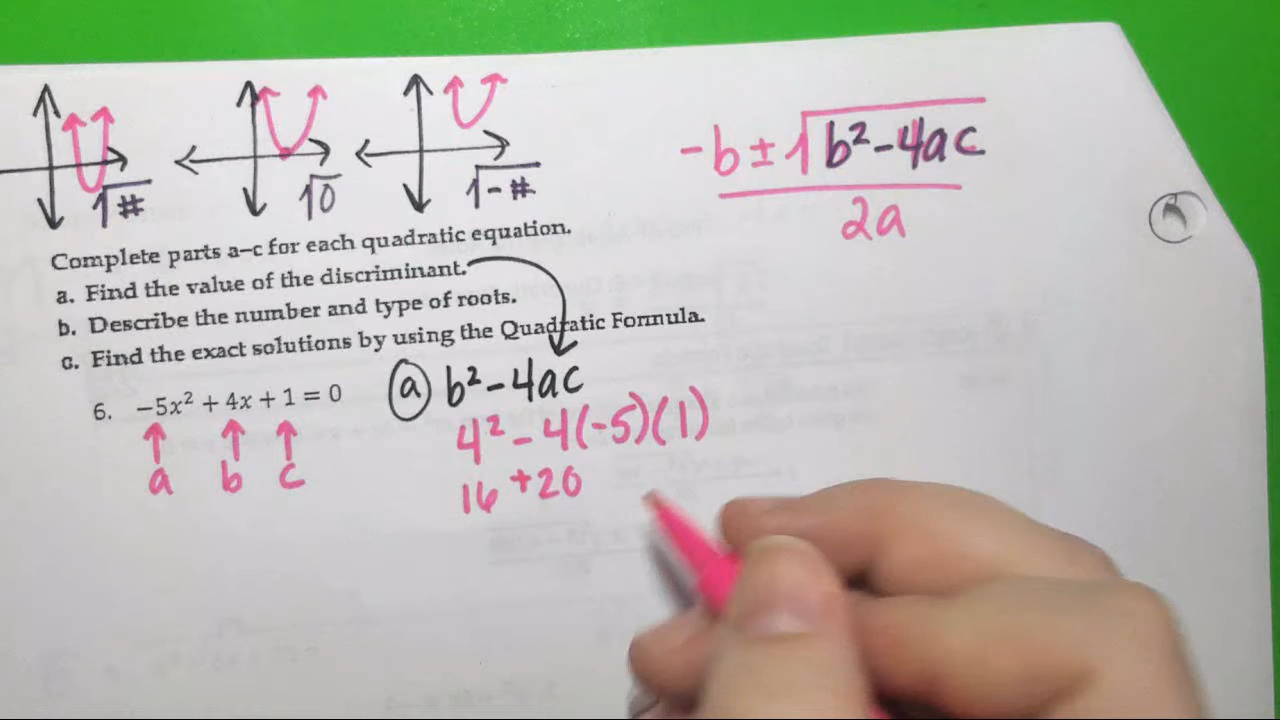 √# √0 √-#
-b ± √b² - 4ac
2a
Complete parts a–c for each quadratic equation.
a. Find the value of the discriminant.
b. Describe the number and type of roots.
c. Find the exact solutions by using the Quadratic Formula.
6. −5x² + 4x + 1 = 0
a b c
a b² - 4ac
4² - 4(-5)(1)
16 + 20